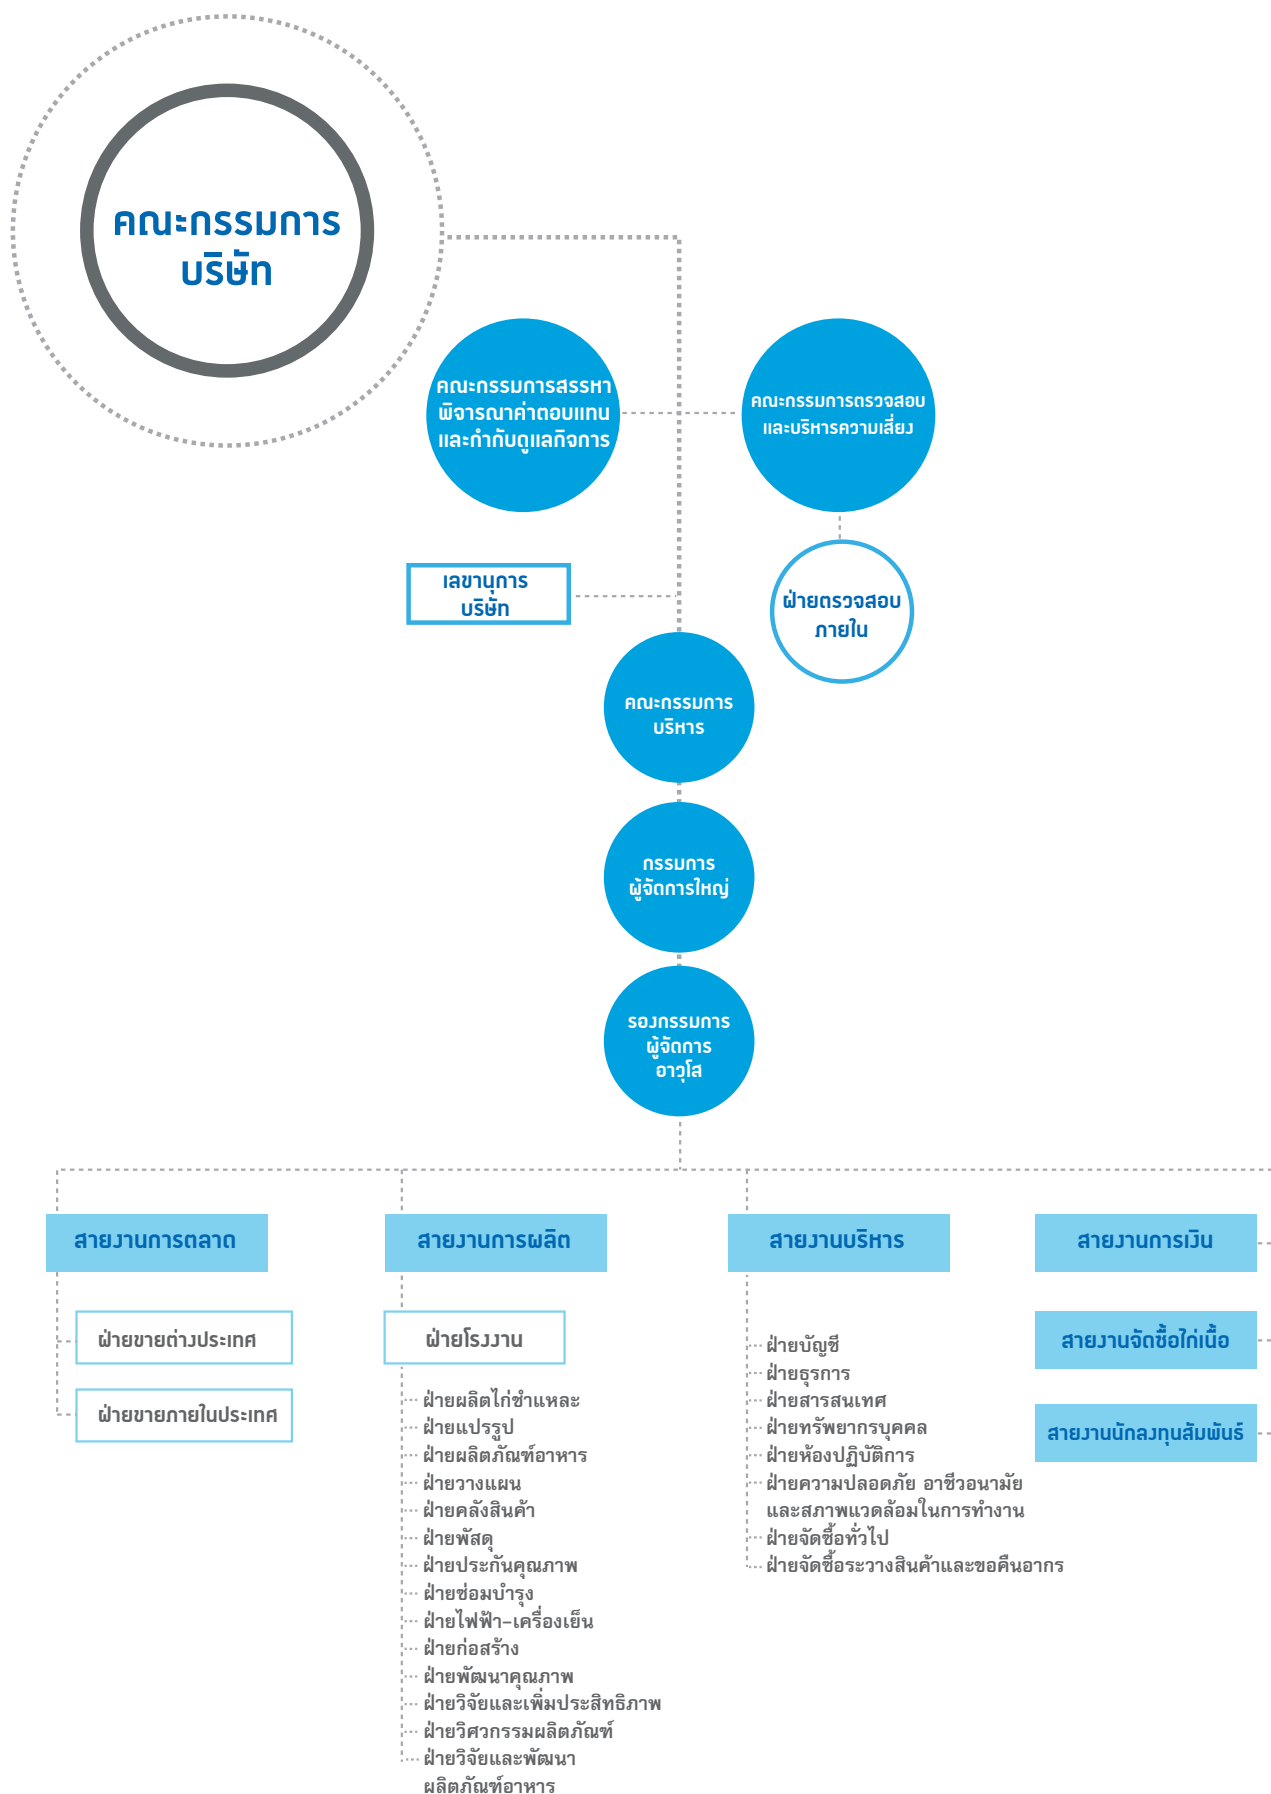 คณะกรรมการ
บริษัท
คณะกรรมการสรรหา
พิจารณาค่าตอบแทน
และกำกับดูแลกิจการ
คณะกรรมการตรวจสอบ
และบริหารความเสี่ยง
เลขานุการ
บริษัท
ฝ่ายตรวจสอบ
ภายใน
คณะกรรมการ
บริหาร
กรรมการ
ผู้จัดการใหญ่
รองกรรมการ
ผู้จัดการ
อาวุโส
สายงานการตลาด
ฝ่ายขายต่างประเทศ
ฝ่ายขายภายในประเทศ
สายงานการผลิต
ฝ่ายโรงงาน
ฝ่ายผลิตไก่ชำแหละ
ฝ่ายแปรรูป
ฝ่ายผลิตภัณฑ์อาหาร
ฝ่ายวางแผน
ฝ่ายคลังสินค้า
ฝ่ายพัสดุ
ฝ่ายประกันคุณภาพ
ฝ่ายซ่อมบำรุง
ฝ่ายไฟฟ้า-เครื่องเย็น
ฝ่ายก่อสร้าง
ฝ่ายพัฒนาคุณภาพ
ฝ่ายวิจัยและเพิ่มประสิทธิภาพ
ฝ่ายวิศวกรรมผลิตภัณฑ์
ฝ่ายวิจัยและพัฒนา
ผลิตภัณฑ์อาหาร
สายงานบริหาร
ฝ่ายบัญชี
ฝ่ายธุรการ
ฝ่ายสารสนเทศ
ฝ่ายทรัพยากรบุคคล
ฝ่ายห้องปฏิบัติการ
ฝ่ายความปลอดภัย อาชีวอนามัย
และสภาพแวดล้อมในการทำงาน
ฝ่ายจัดซื้อทั่วไป
ฝ่ายจัดซื้อระวางสินค้าและขอคืนอากร
สายงานการเงิน
สายงานจัดซื้อไก่เนื้อ
สายงานนักลงทุนสัมพันธ์